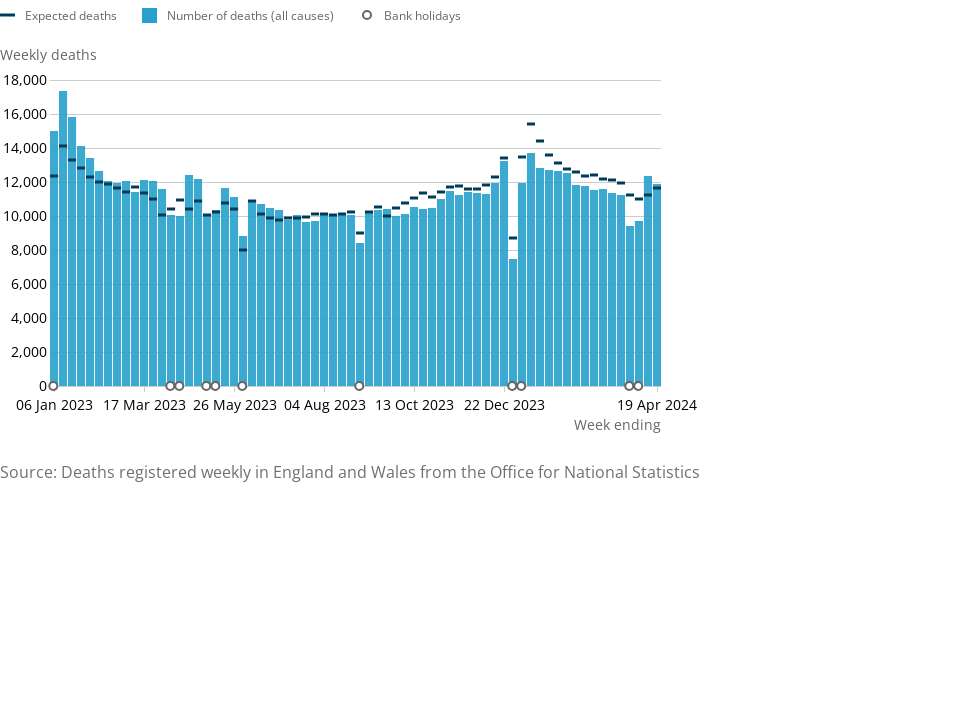 Expected deaths Number of deaths (all causes) Bank holidays
Weekly deaths
18,000
16,000
14,000
12,000
10,000
8,000
6,000
4,000
2,000
0
06 Jan 2023 17 Mar 2023 26 May 2023 04 Aug 2023 13 Oct 2023 22 Dec 2023 19 Apr 2024
Week ending
Source: Deaths registered weekly in England and Wales from the Office for National Statistics